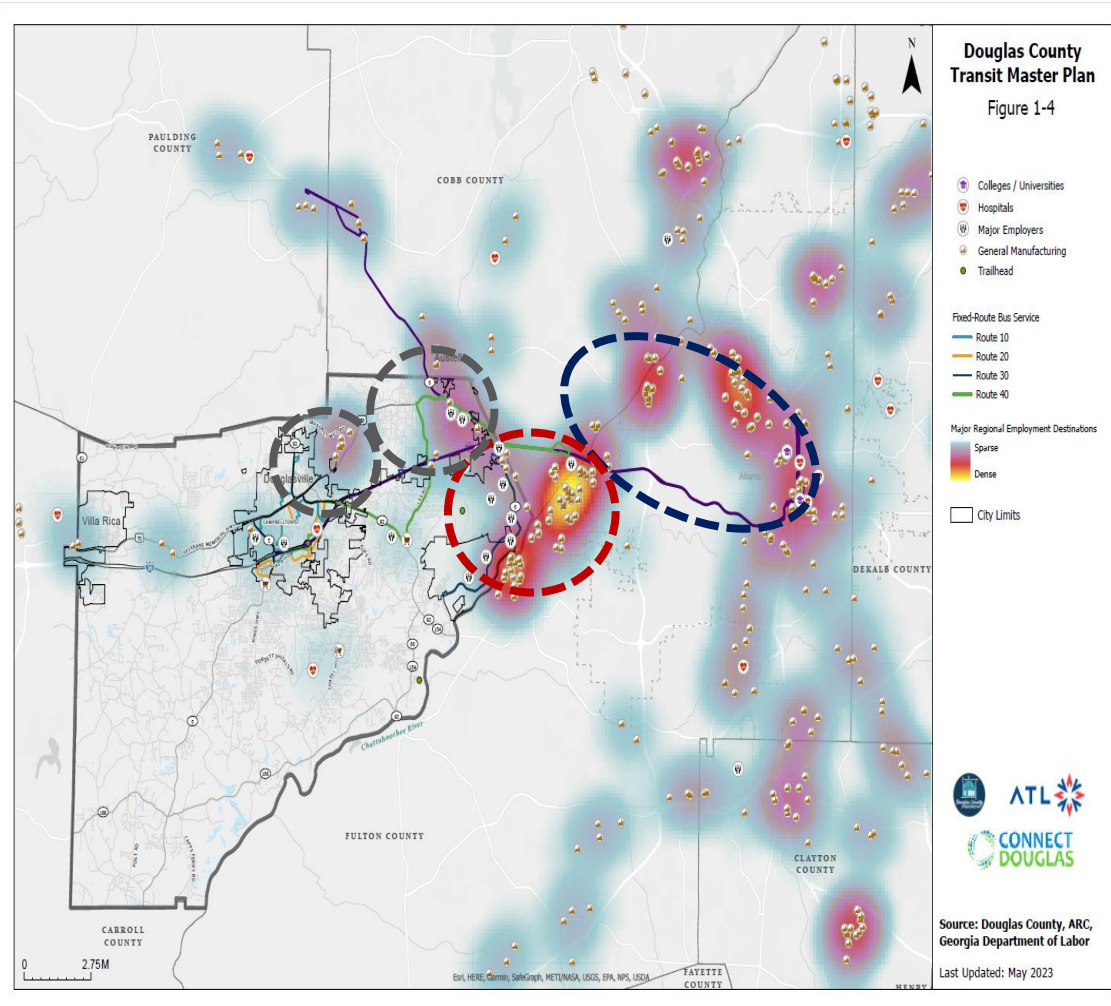 Douglas County
Transit Master Plan
Figure 1-4
N
Colleges / Universities
Hospitals
Major Employers
General Manufacturing
Trailhead
Fixed-Route Bus Service
Route 10
Route 20
Route 30
Route 40
Major Regional Employment Destinations
Sparse
Dense
City Limits
PAULDING
COUNTY
COBB COUNTY
Austell
Douglasville
Villa Rica
CAMPBELLTON ST
Atlanta
DEKALB COUNTY
Chattahoochee River
FULTON COUNTY
CLAYTON
COUNTY
CARROLL
COUNTY
FAYETTE
COUNTY
HENRY
0 2.75M
Esri, HERE, Garmin, SafeGraph, METI/NASA, USGS, EPA, NPS, USDA
ATL
CONNECT
DOUGLAS
Source: Douglas County, ARC,
Georgia Department of Labor
Last Updated: May 2023